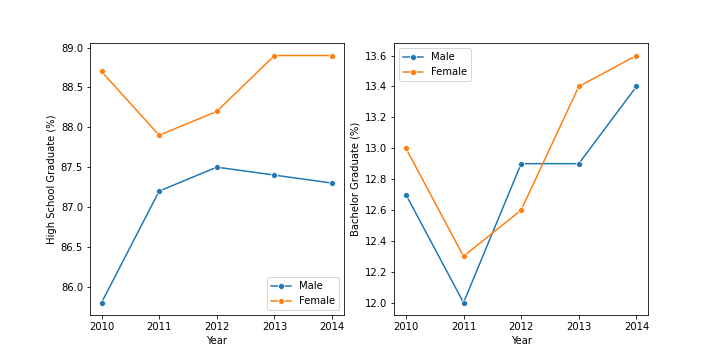 High School Graduate (%)
89.0
88.5
88.0
87.5
87.0
86.5
86.0
Male
Female
2010 2011 2012 2013 2014
Year
Bachelor Graduate (%)
13.6
13.4
13.2
13.0
12.8
12.6
12.4
12.2
12.0
Male
Female
2010 2011 2012 2013 2014
Year